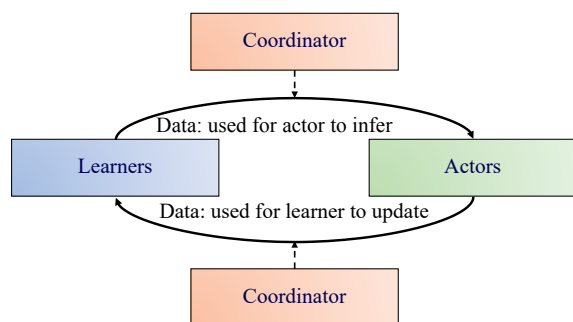 Coordinator
Data: used for actor to infer
Learners
Actors
Data: used for learner to update
Coordinator